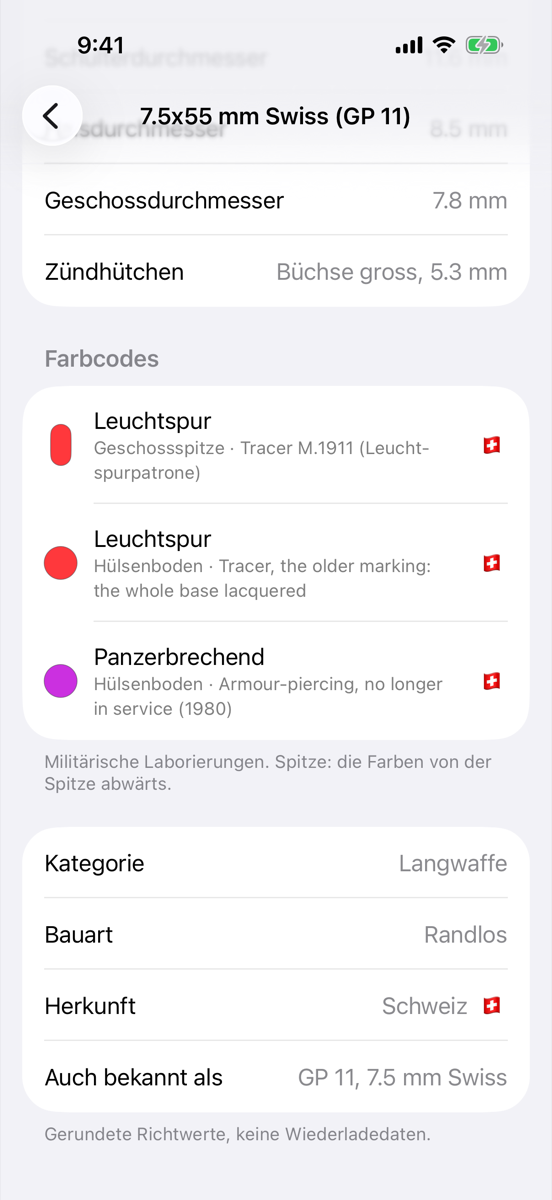 9:41
Schulterdurchmesser
7.5x55 mm Swiss (GP 11)
8.5 mm
Geschossdurchmesser 7.8 mm
Zündhütchen Büchse gross, 5.3 mm
Farbcodes
Leuchtspur
Geschossspitze · Tracer M.1911 (Leucht-
spurpatrone)
Leuchtspur
Hülsenboden · Tracer, the older marking:
the whole base lacquered
Panzerbrechend
Hülsenboden · Armour-piercing, no longer
in service (1980)
Militärische Laborierungen. Spitze: die Farben von der
Spitze abwärts.
Kategorie Langwaffe
Bauart Randlos
Herkunft Schweiz
Auch bekannt als GP 11, 7.5 mm Swiss
Gerundete Richtwerte, keine Wiederladedaten.